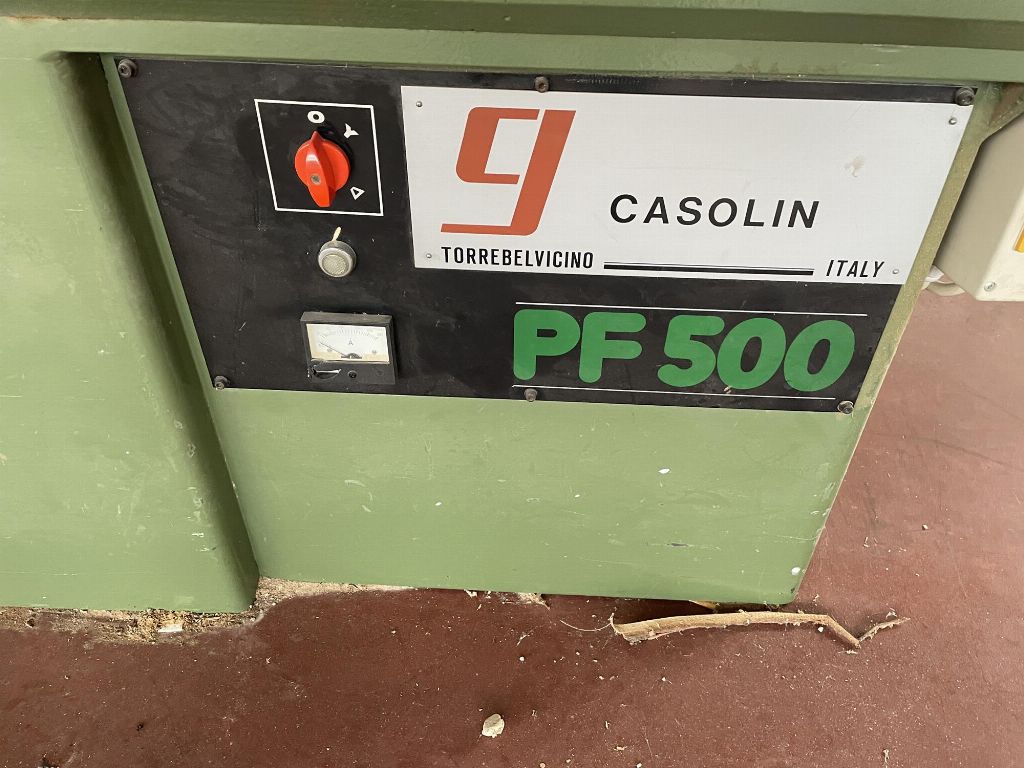 O
CASOLIN
TORREBELVICINO ITALY
PF 500
A